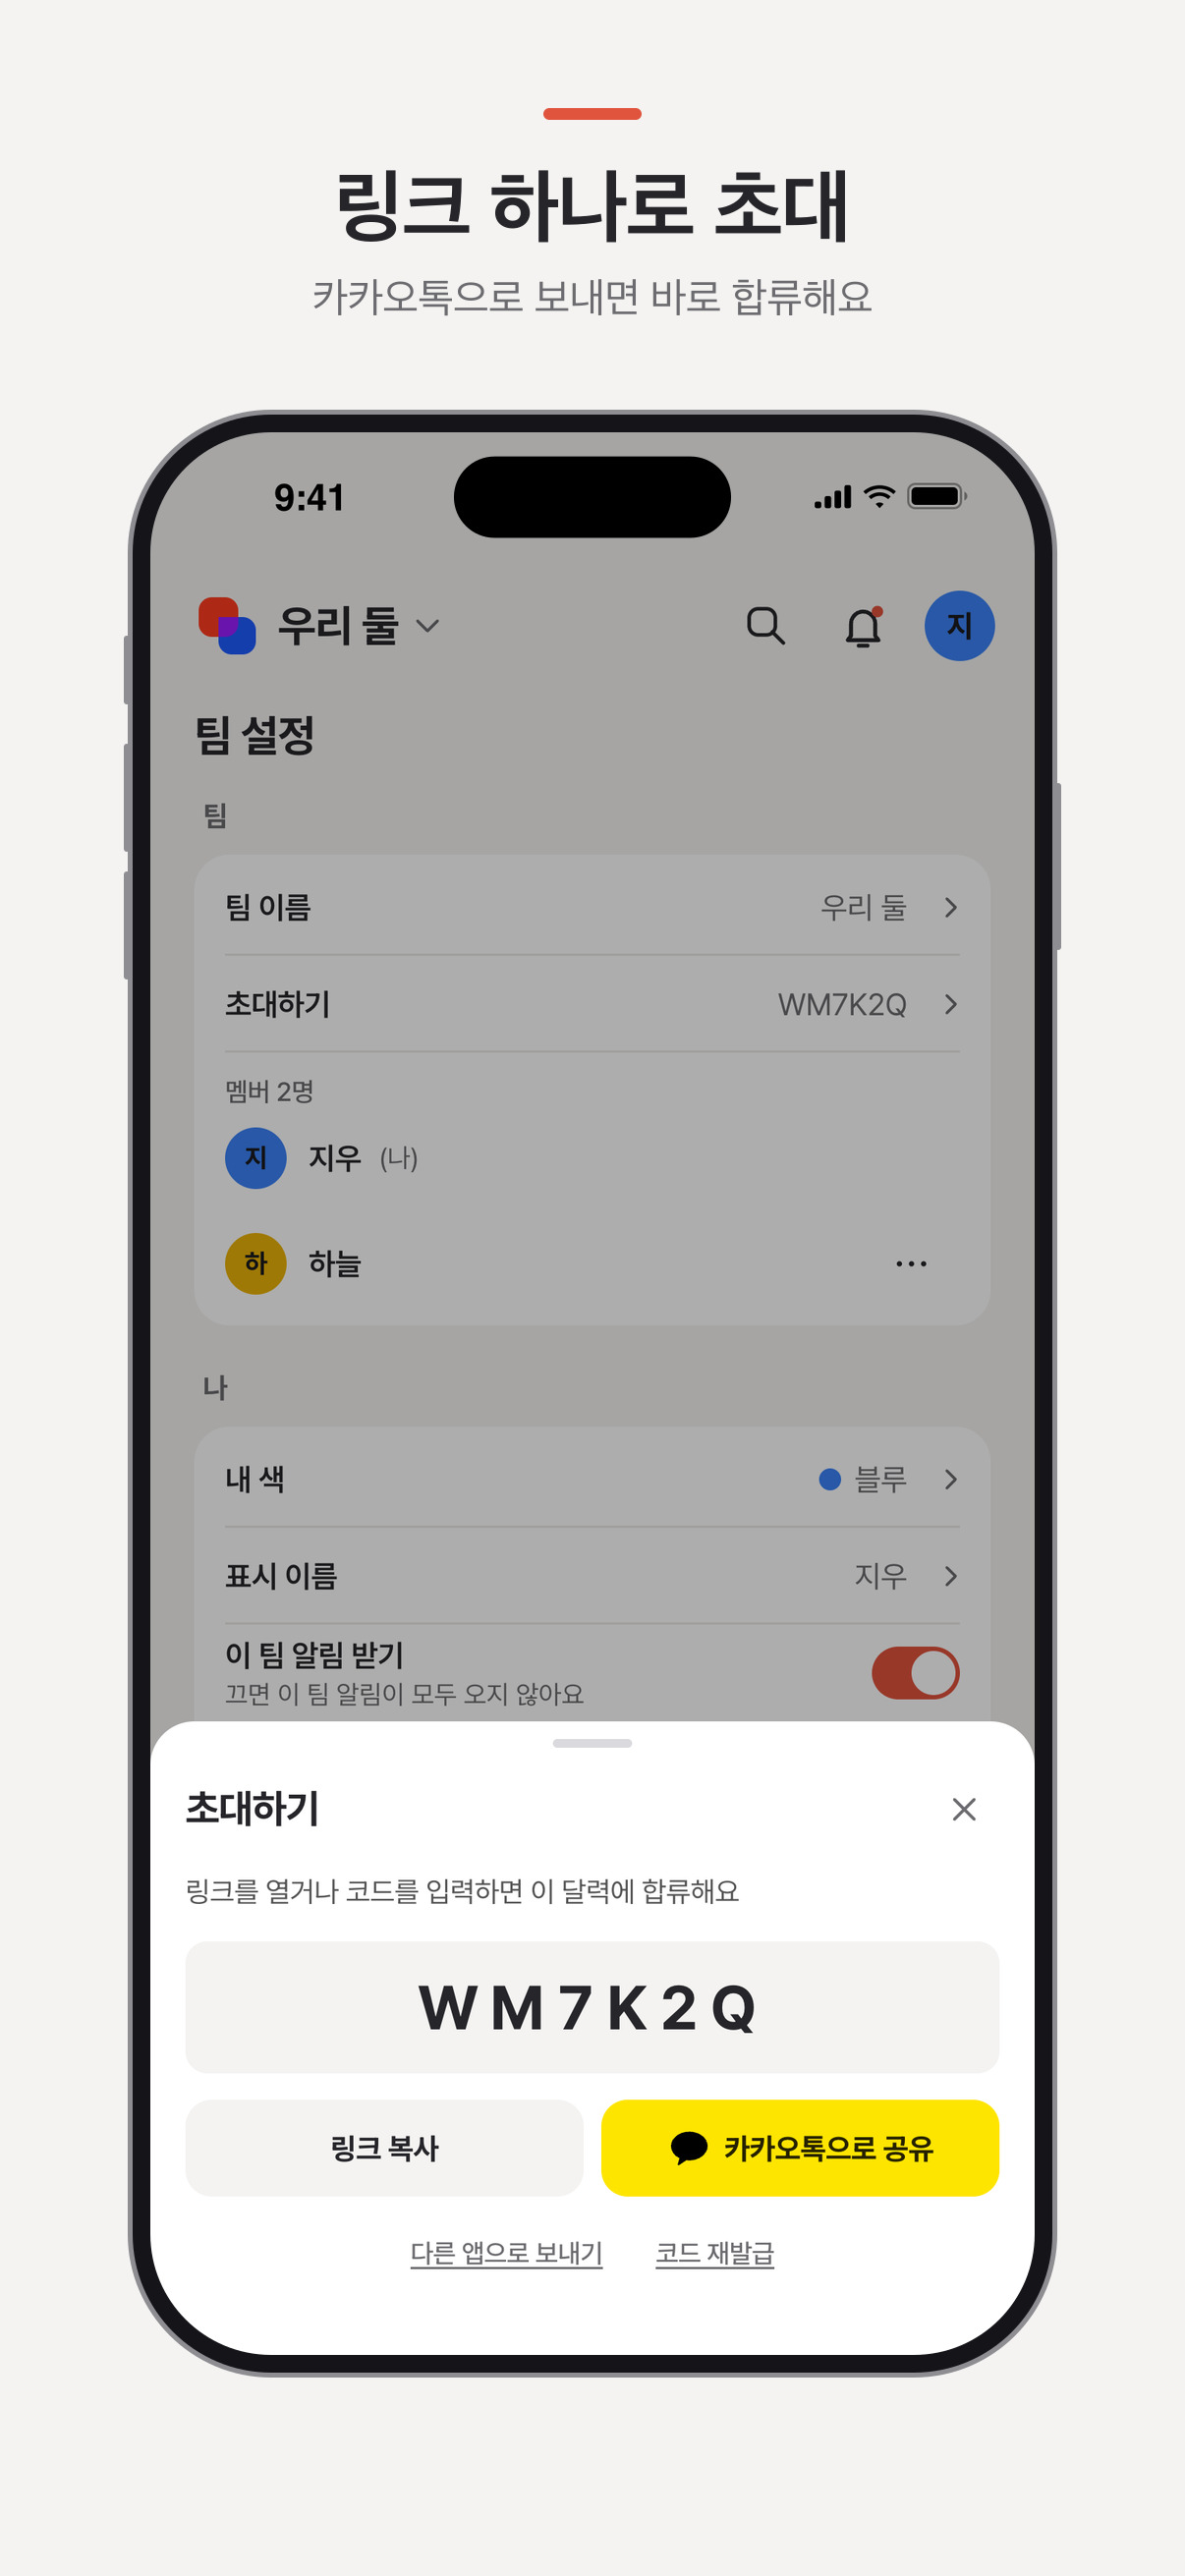 링크 하나로 초대
카카오톡으로 보내면 바로 합류해요
9:41
우리 둘
지
팀 설정
팀
팀 이름 우리 둘
초대하기 WM7K2Q
멤버 2명
지 지우 (나)
하 하늘
나
내 색 블루
표시 이름 지우
이 팀 알림 받기
끄면 이 팀 알림이 모두 오지 않아요
초대하기
링크를 열거나 코드를 입력하면 이 달력에 합류해요
WM7K2Q
링크 복사 카카오톡으로 공유
다른 앱으로 보내기 코드 재발급